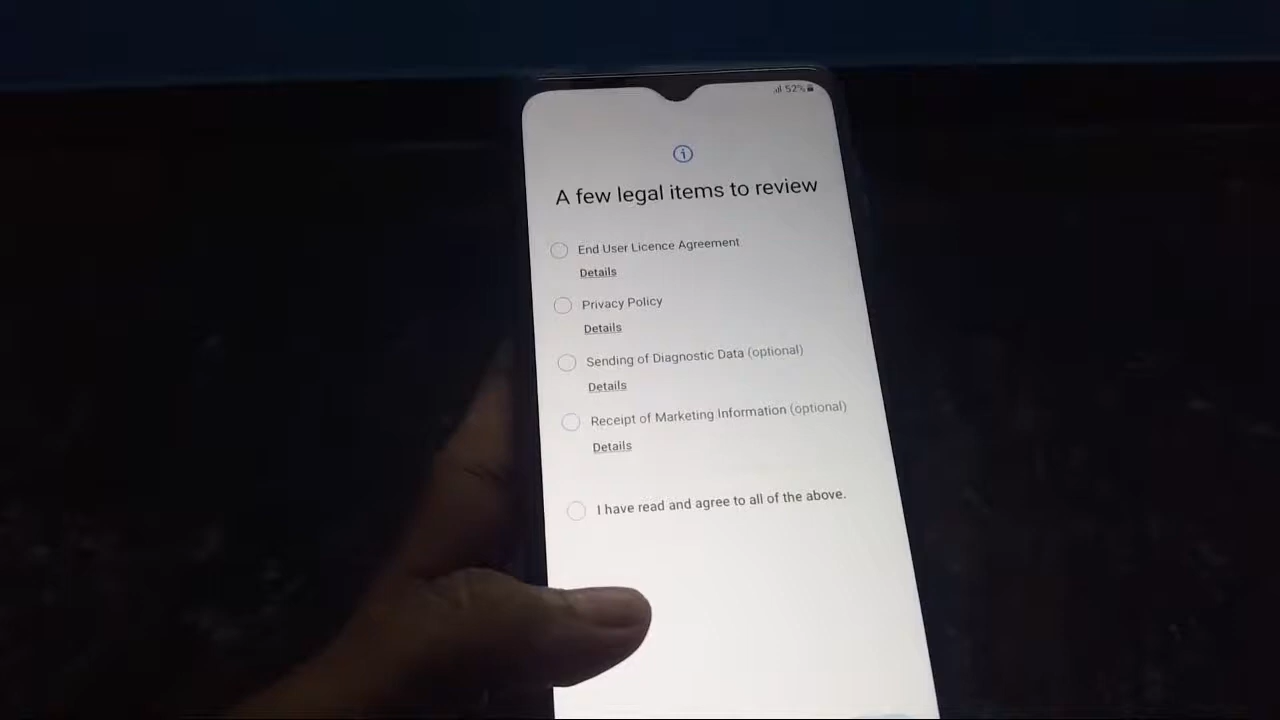 52%
A few legal items to review
End User Licence Agreement
Details
Privacy Policy
Details
Sending of Diagnostic Data (optional)
Details
Receipt of Marketing Information (optional)
Details
I have read and agree to all of the above.